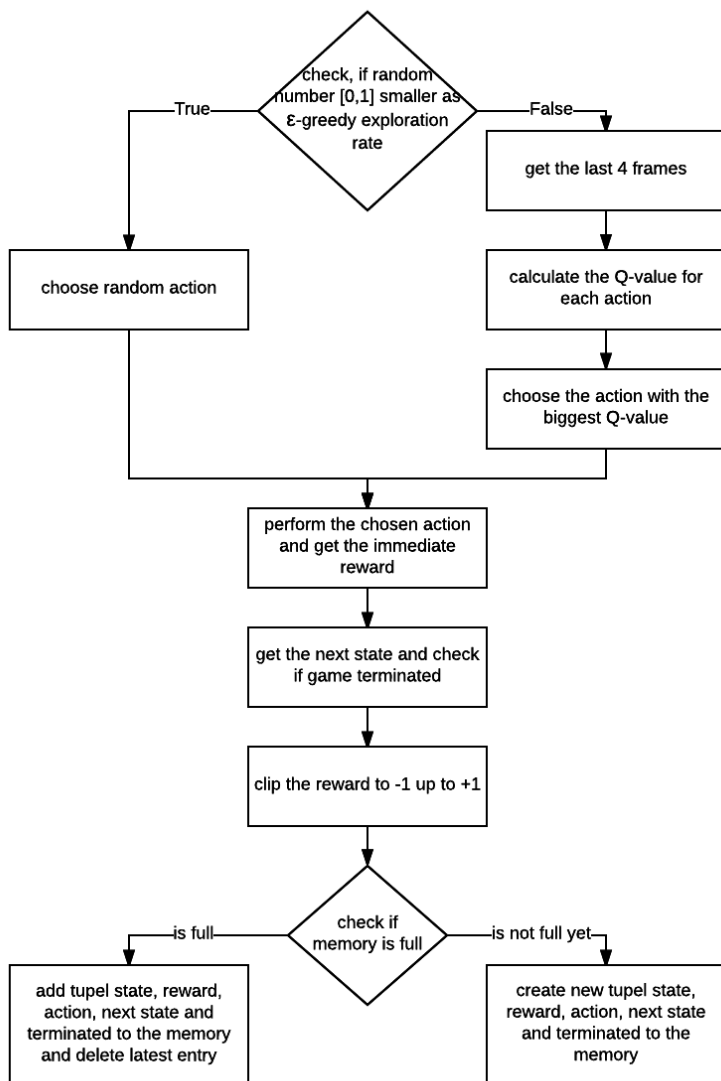 check, if random
number [0,1] smaller as
ε-greedy exploration
rate
True
False
get the last 4 frames
choose random action
calculate the Q-value for
each action
choose the action with the
biggest Q-value
perform the chosen action
and get the immediate
reward
get the next state and check
if game terminated
clip the reward to -1 up to +1
check if
memory is full
is full
is not full yet
add tupel state, reward,
action, next state and
terminated to the memory
and delete latest entry
create new tupel state,
reward, action, next state
and terminated to the
memory